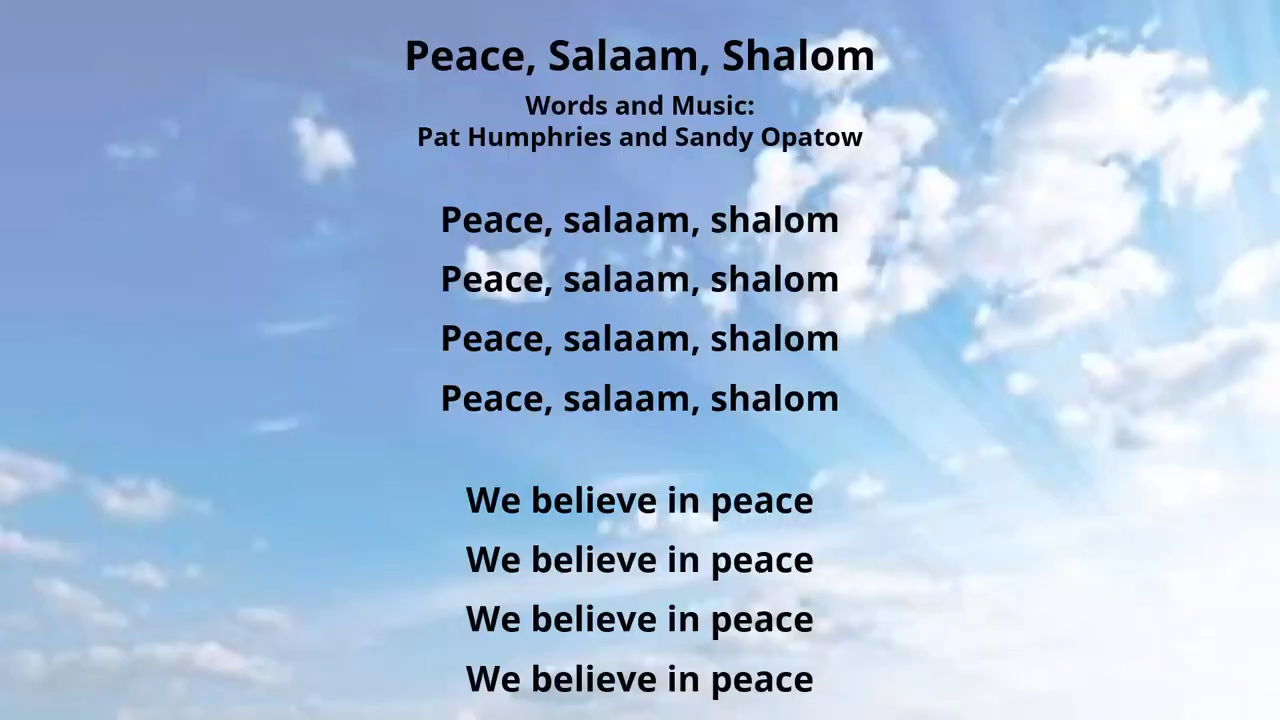 Peace, Salaam, Shalom
Words and Music:
Pat Humphries and Sandy Opatow
Peace, salaam, shalom
Peace, salaam, shalom
Peace, salaam, shalom
Peace, salaam, shalom
We believe in peace
We believe in peace
We believe in peace
We believe in peace